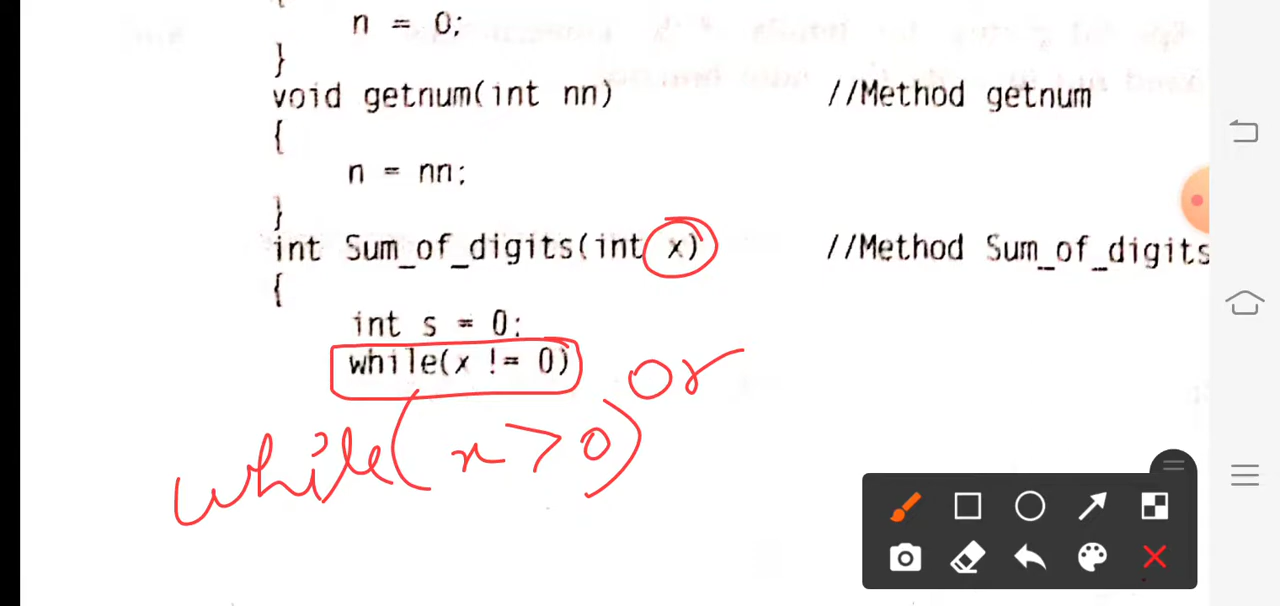 {
n = 0;
}
void getnum(int nn) //Method getnum
{
n = nn;
}
int Sum_of_digits(int x) //Method Sum_of_digits
{
int s = 0;
while(x != 0)
or
while(x>0)